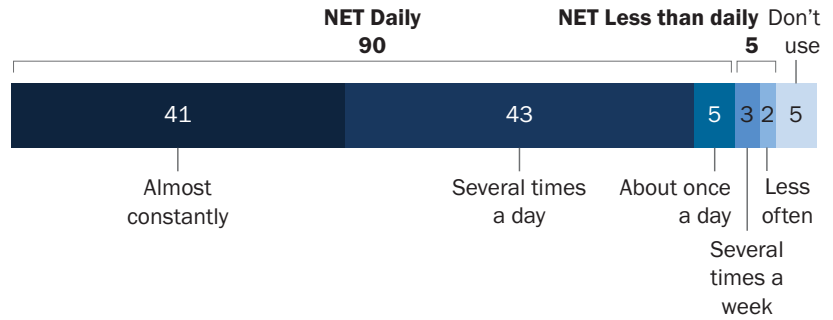 NET Daily
90
NET Less than daily
5
Don't
use
41
43
5
3
2
5
Almost
constantly
Several times
a day
About once
a day
Several
times a
week
Less
often